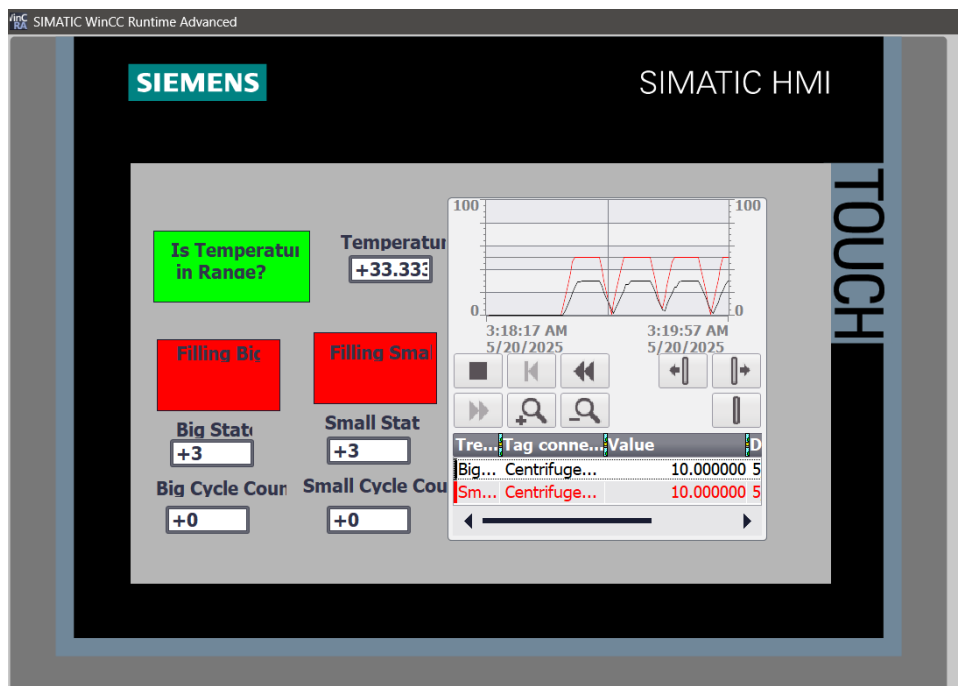 SIMATIC WinCC Runtime Advanced
SIEMENS
SIMATIC HMI
TOUCH
Is Temperatur
in Range?
Temperatur
+33.333
100
100
0
0
3:18:17 AM
5/20/2025
3:19:57 AM
5/20/2025
Filling Big
Filling Smal
Big State
+3
Small Stat
+3
Big Cycle Coun
+0
Small Cycle Cou
+0
Tre... Tag conne... Value D
Big... Centrifuge... 10.000000 5
Sm... Centrifuge... 10.000000 5